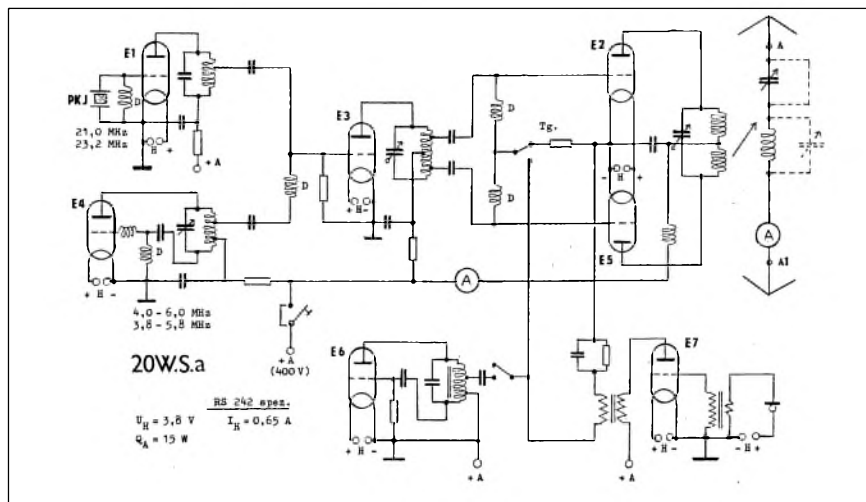 E1
E2
A
PKJ
D
21,0 MHz
23,2 MHz
H +
+ A
E3
D
Tg.
D
+ H -
- H +
D
E4
D
+ H -
E5
A
A
A1
4,0 - 6,0 MHz
3,8 - 5,8 MHz
+ A
(400 V)
20W.S.a
E6
E7
RS 242 spez.
U_H = 3,8 V I_H = 0,65 A
Q_A = 15 W
+ H -
+ A
+ A
+ H -
- H +